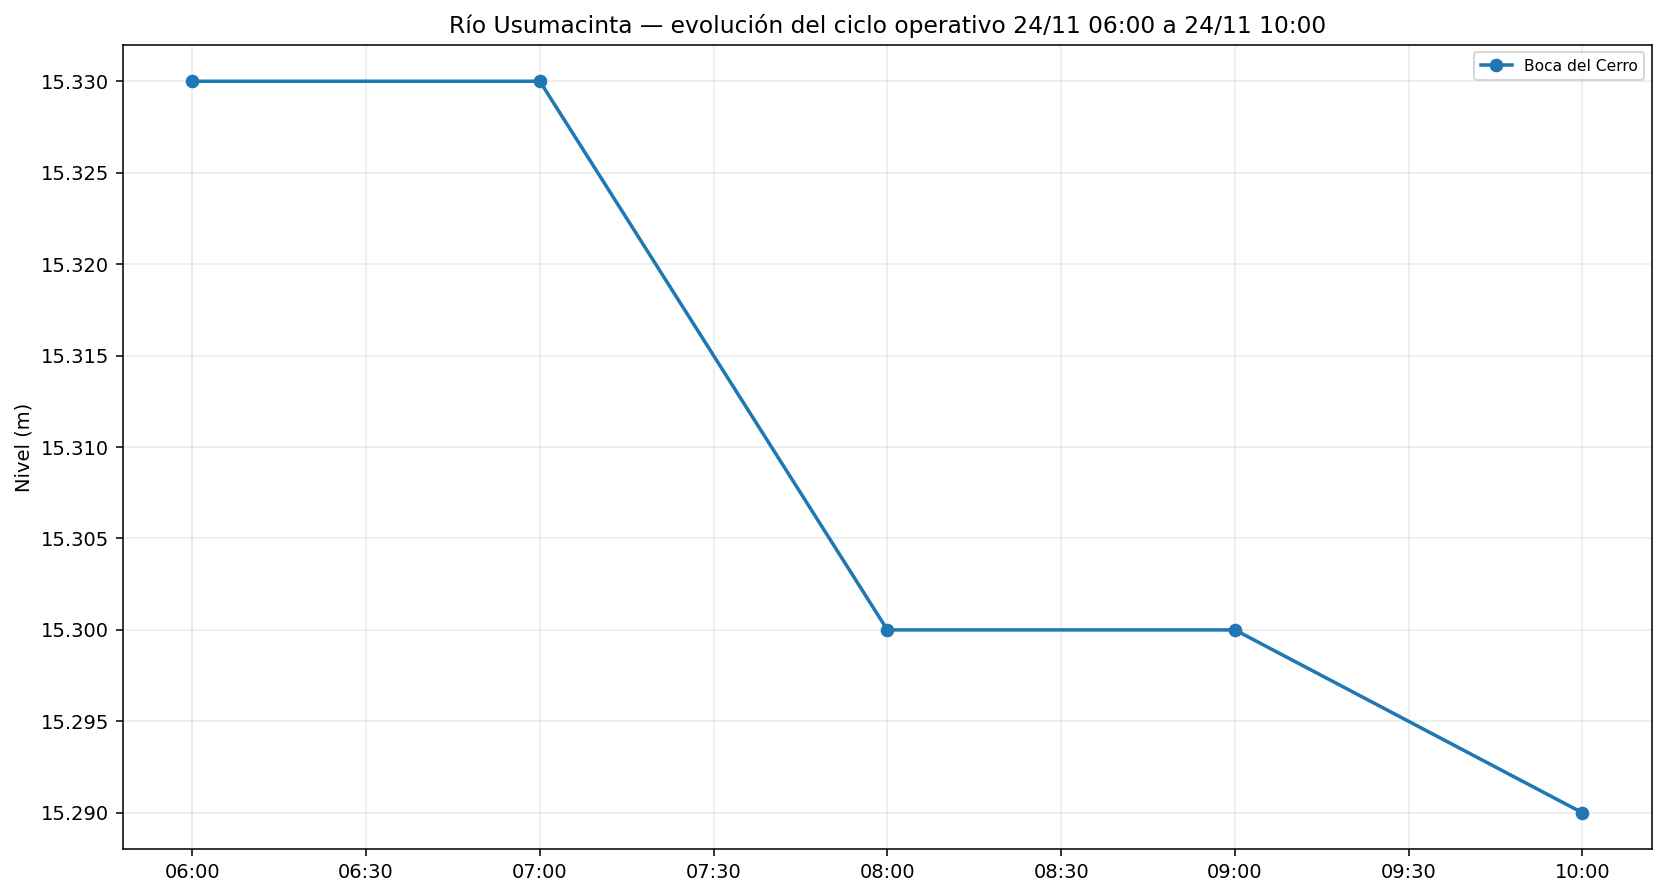 Río Usumacinta — evolución del ciclo operativo 24/11 06:00 a 24/11 10:00
Boca del Cerro
Nivel (m)
15.330
15.325
15.320
15.315
15.310
15.305
15.300
15.295
15.290
06:00 06:30 07:00 07:30 08:00 08:30 09:00 09:30 10:00